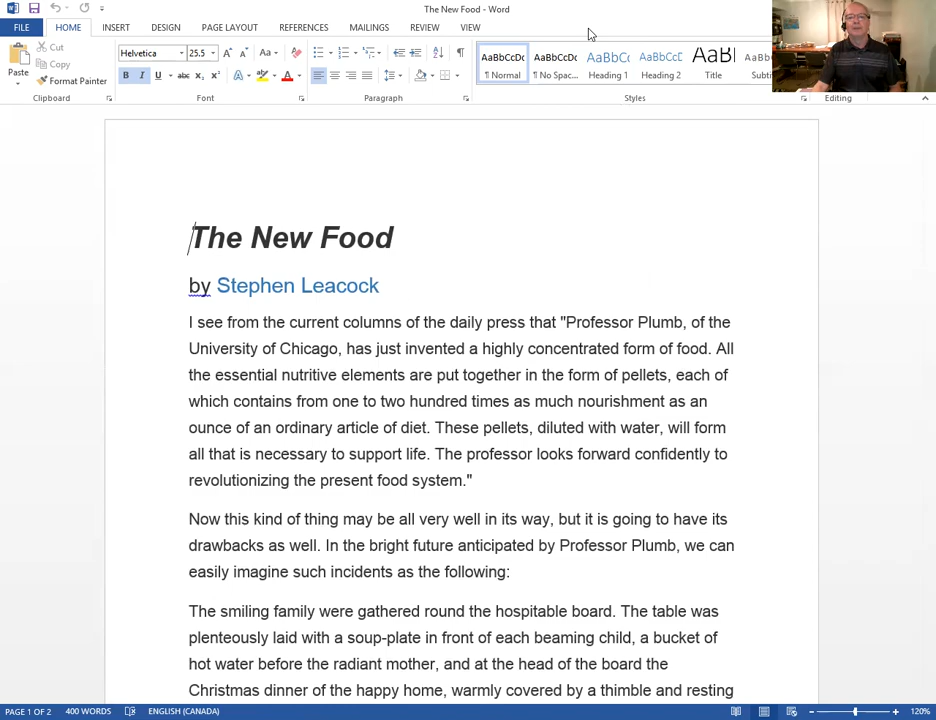 The New Food - Word
FILE HOME INSERT DESIGN PAGE LAYOUT REFERENCES MAILINGS REVIEW VIEW
Paste
Cut
Copy
Format Painter
Clipboard
Helvetica 25.5
Font
Paragraph
AaBbCcDc AaBbCcDc AaBbCc AaBbCcD AaBl AaBbCc
¶ Normal ¶ No Spac... Heading 1 Heading 2 Title
Styles
Editing
The New Food
by Stephen Leacock
I see from the current columns of the daily press that "Professor Plumb, of the
University of Chicago, has just invented a highly concentrated form of food. All
the essential nutritive elements are put together in the form of pellets, each of
which contains from one to two hundred times as much nourishment as an
ounce of an ordinary article of diet. These pellets, diluted with water, will form
all that is necessary to support life. The professor looks forward confidently to
revolutionizing the present food system."
Now this kind of thing may be all very well in its way, but it is going to have its
drawbacks as well. In the bright future anticipated by Professor Plumb, we can
easily imagine such incidents as the following:
The smiling family were gathered round the hospitable board. The table was
plenteously laid with a soup-plate in front of each beaming child, a bucket of
hot water before the radiant mother, and at the head of the board the
Christmas dinner of the happy home, warmly covered by a thimble and resting
PAGE 1 OF 2 400 WORDS ENGLISH (CANADA) 120%